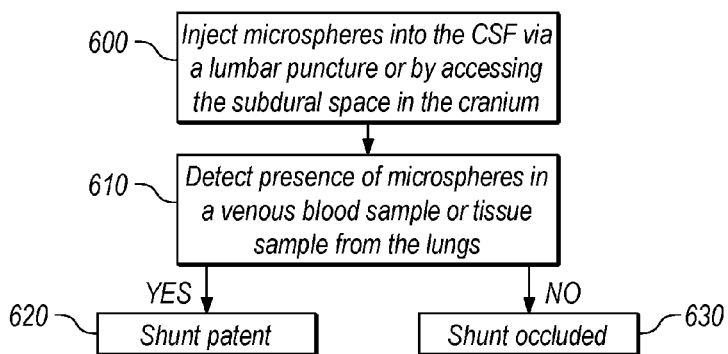 600
Inject microspheres into the CSF via
a lumbar puncture or by accessing
the subdural space in the cranium
610
Detect presence of microspheres in
a venous blood sample or tissue
sample from the lungs
YES
NO
620
Shunt patent
Shunt occluded
630